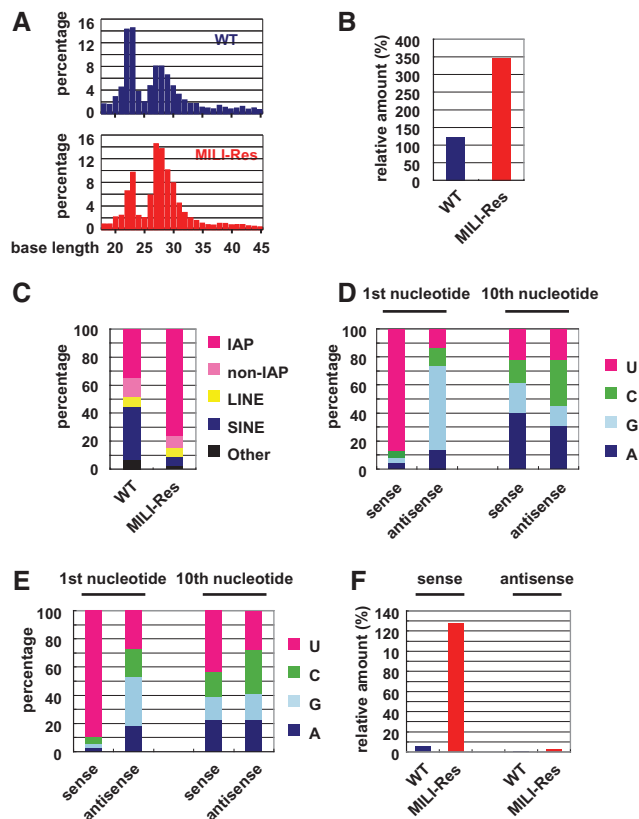 A
percentage
16
12
8
4
0
WT
percentage
16
12
8
4
0
MILI-Res
base length 20 25 30 35 40 45
B
relative amount (%)
400
350
300
250
200
150
100
50
0
WT
MILI-Res
C
percentage
100
80
60
40
20
0
WT
MILI-Res
IAP
non-IAP
LINE
SINE
Other
D
1st nucleotide 10th nucleotide
percentage
100
80
60
40
20
0
sense
antisense
sense
antisense
U
C
G
A
E
1st nucleotide 10th nucleotide
percentage
100
80
60
40
20
0
sense
antisense
sense
antisense
U
C
G
A
F
sense antisense
relative amount (%)
140
120
10
80
60
40
20
0
WT
MILI-Res
WT
MILI-Res